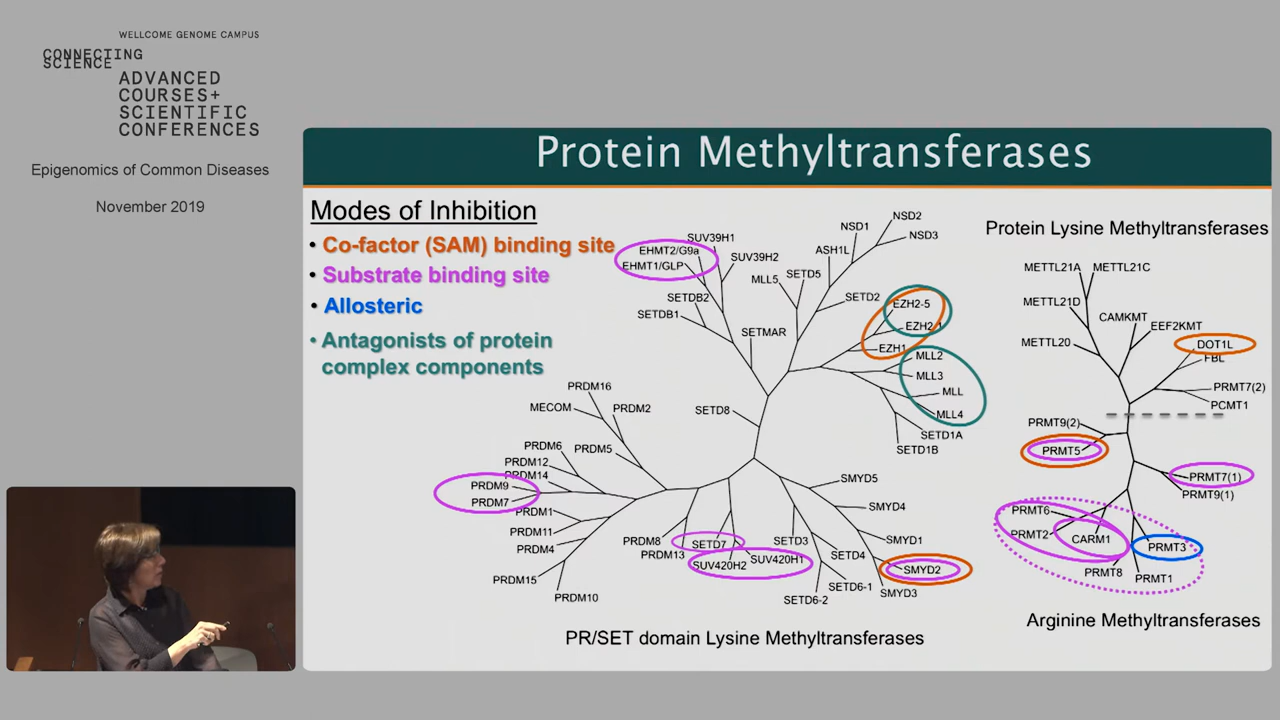 WELLCOME GENOME CAMPUS
CONNECTING
SCIENCE
ADVANCED
COURSES+
SCIENTIFIC
CONFERENCES
Epigenomics of Common Diseases
November 2019
Protein Methyltransferases
Modes of Inhibition
• Co-factor (SAM) binding site
• Substrate binding site
• Allosteric
• Antagonists of protein
complex components
NSD2
NSD1
NSD3
SUV39H1
EHMT2/G9a
ASH1L
SUV39H2
EHMT1/GLP
MLL5
SETD5
SETDB2
SETD2
EZH2-5
SETDB1
EZH2-1
SETMAR
EZH1
MLL2
MLL3
MLL
MLL4
SETD1A
SETD1B
PRDM16
MECOM
PRDM2
SETD8
PRDM6
PRDM5
PRDM12
PRDM14
PRDM9
PRDM7
PRDM1
PRDM11
PRDM4
PRDM15
PRDM10
PRDM8
PRDM13
SETD7
SUV420H2
SUV420H1
SETD3
SETD4
SETD6-1
SETD6-2
SMYD5
SMYD4
SMYD1
SMYD2
SMYD3
PR/SET domain Lysine Methyltransferases
Protein Lysine Methyltransferases
METTL21A
METTL21C
METTL21D
CAMKMT
EEF2KMT
METTL20
DOT1L
FBL
PRMT7(2)
PCMT1
PRMT9(2)
PRMT5
PRMT7(1)
PRMT9(1)
PRMT6
PRMT2
CARM1
PRMT3
PRMT8
PRMT1
Arginine Methyltransferases